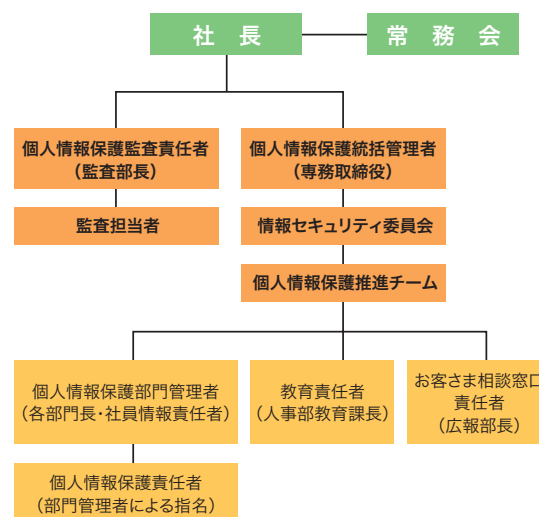 社 長
常 務 会
個人情報保護監査責任者
（監査部長）
個人情報保護統括管理者
（専務取締役）
監査担当者
情報セキュリティ委員会
個人情報保護推進チーム
個人情報保護部門管理者
（各部門長・社員情報責任者）
教育責任者
（人事部教育課長）
お客さま相談窓口
責任者
（広報部長）
個人情報保護責任者
（部門管理者による指名）